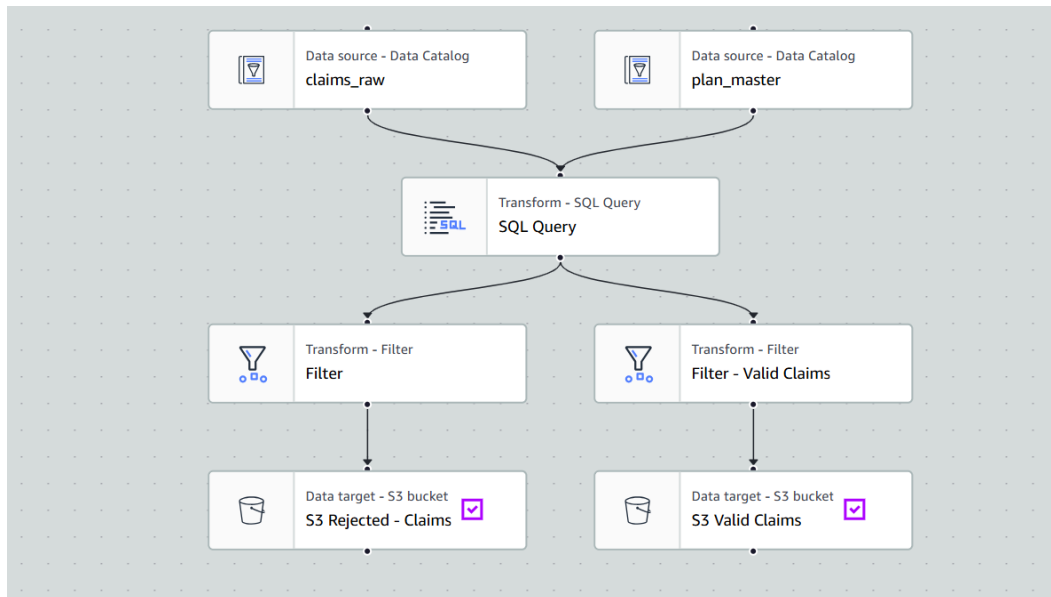 Data source - Data Catalog
claims_raw
Data source - Data Catalog
plan_master
Transform - SQL Query
SQL
SQL Query
Transform - Filter
Filter
Transform - Filter
Filter - Valid Claims
Data target - S3 bucket
S3 Rejected - Claims
Data target - S3 bucket
S3 Valid Claims